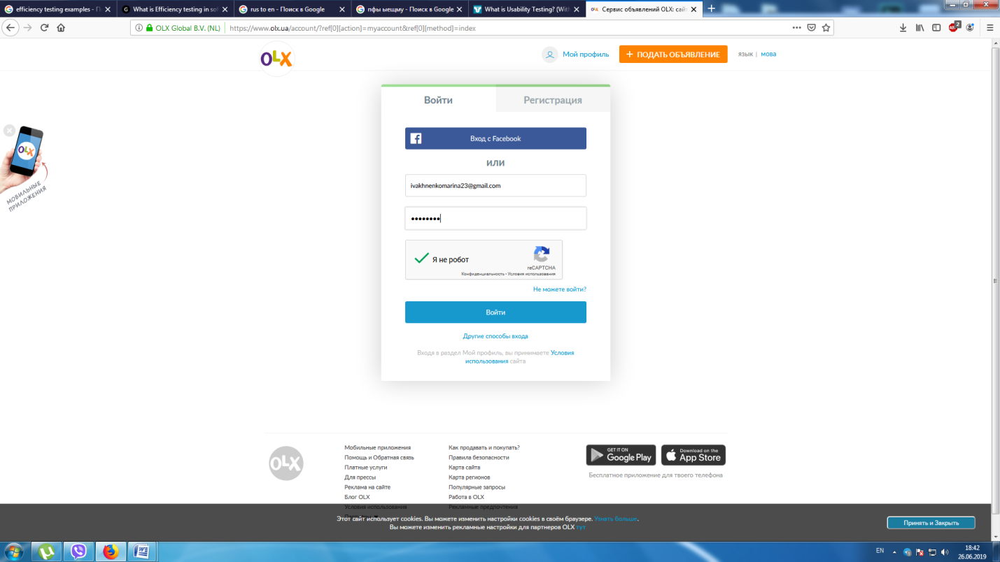 efficiency testing examples - П
What is Efficiency testing in sof
rus to en - Поиск в Google
пфы ыещму - Поиск в Google
What is Usability Testing? (With
Сервис объявлений OLX: сайт
OLX Global B.V. (NL)
https://www.olx.ua/account/?ref[0][action]=myaccount&ref[0][method]=index
2
OLX
Мой профиль
+ ПОДАТЬ ОБЪЯВЛЕНИЕ
язык | мова
Войти
Регистрация
Вход с Facebook
или
ivakhnenkomarina23@gmail.com
••••••••
Я не робот
reCAPTCHA
Конфиденциальность - Условия использования
Не можете войти?
Войти
Другие способы входа
Входя в раздел Мой профиль, вы принимаете Условия
использования сайта
OLX
МОБИЛЬНЫЕ
ПРИЛОЖЕНИЯ
OLX
Мобильные приложения
Помощь и Обратная связь
Платные услуги
Для прессы
Реклама на сайте
Блог OLX
Условия использования
Как продавать и покупать?
Правила безопасности
Карта сайта
Карта регионов
Популярные запросы
Работа в OLX
Рекламные предпочтения
GET IT ON
Google Play
Download on the
App Store
Бесплатное приложение для твоего телефона
Этот сайт использует cookies. Вы можете изменить настройки cookies в своём браузере. Узнать больше.
Вы можете изменить рекламные настройки для партнеров OLX тут
Принять и Закрыть
EN
18:42
26.06.2019